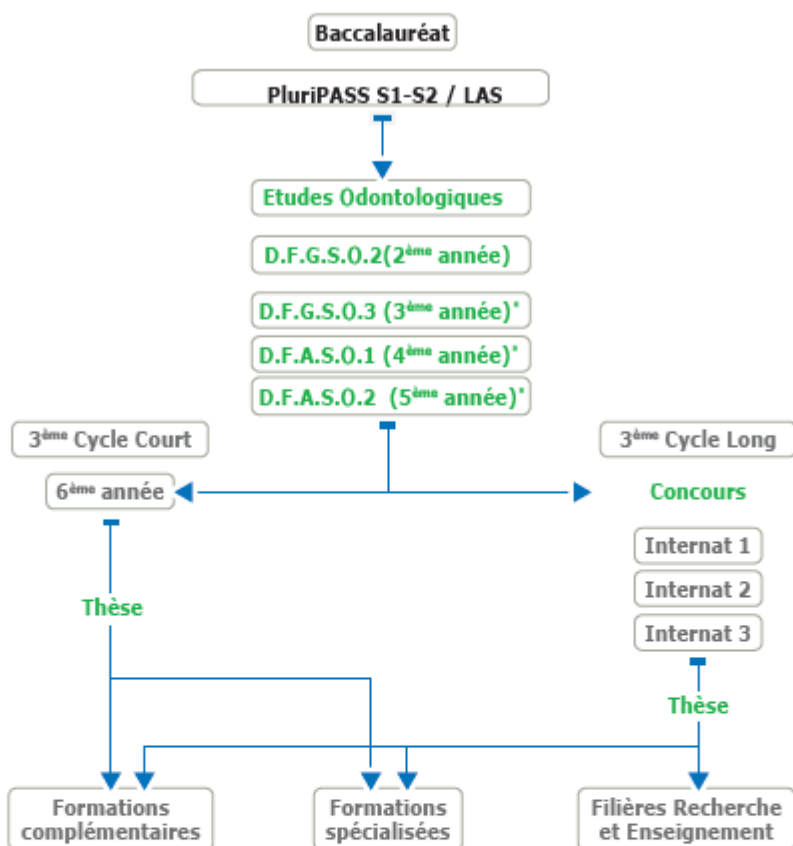 Baccalauréat
PluriPASS S1-S2 / LAS
Etudes Odontologiques
D.F.G.S.O.2(2ème année)
D.F.G.S.O.3 (3ème année)*
D.F.A.S.O.1 (4ème année)*
D.F.A.S.O.2 (5ème année)*
3ème Cycle Court
3ème Cycle Long
6ème année
Concours
Internat 1
Internat 2
Internat 3
Thèse
Thèse
Formations
complémentaires
Formations
spécialisées
Filières Recherche
et Enseignement